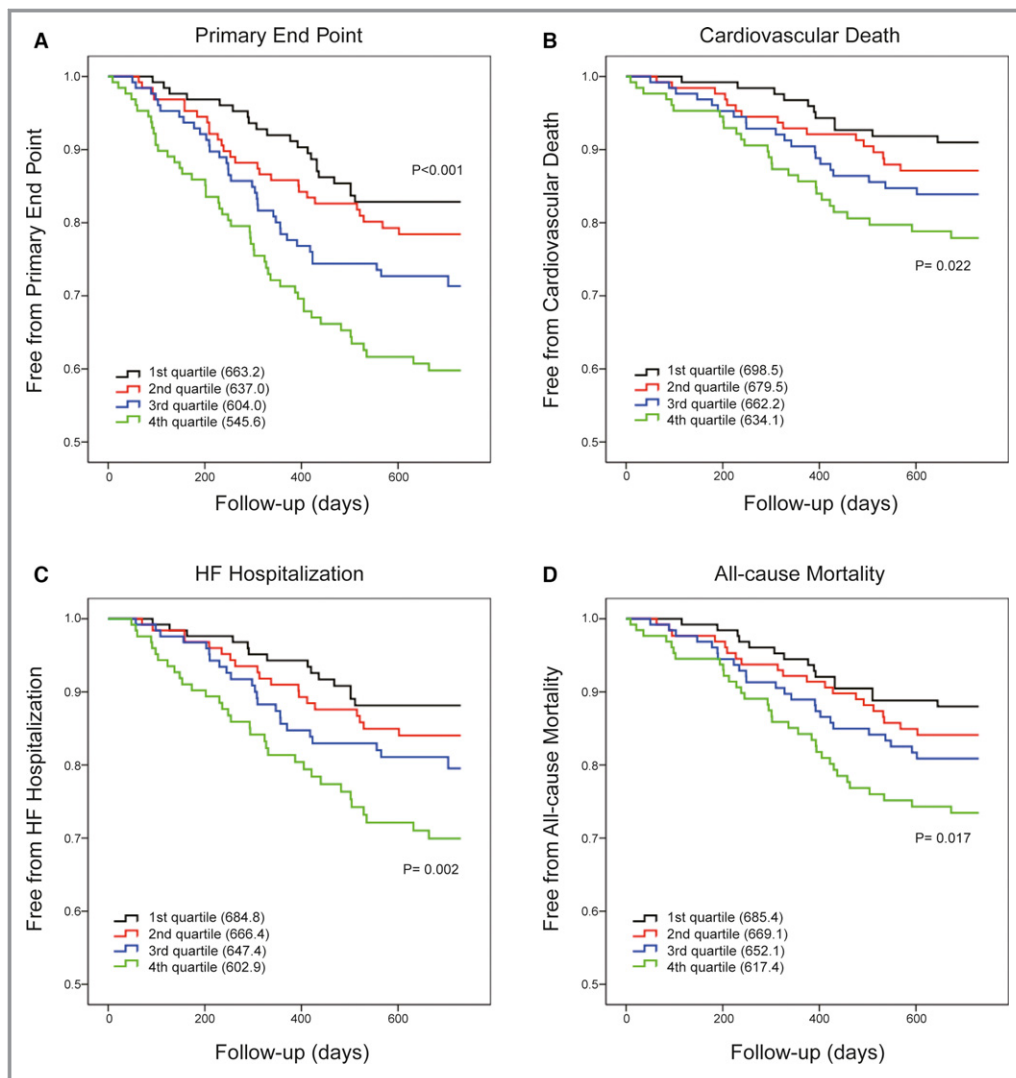 A
Primary End Point
Free from Primary End Point
1.0
0.9
0.8
0.7
0.6
0.5
P<0.001
1st quartile (663.2)
2nd quartile (637.0)
3rd quartile (604.0)
4th quartile (545.6)
0 200 400 600
Follow-up (days)
B
Cardiovascular Death
Free from Cardiovascular Death
1.0
0.9
0.8
0.7
0.6
0.5
P= 0.022
1st quartile (698.5)
2nd quartile (679.5)
3rd quartile (662.2)
4th quartile (634.1)
0 200 400 600
Follow-up (days)
C
HF Hospitalization
Free from HF Hospitalization
1.0
0.9
0.8
0.7
0.6
0.5
P= 0.002
1st quartile (684.8)
2nd quartile (666.4)
3rd quartile (647.4)
4th quartile (602.9)
0 200 400 600
Follow-up (days)
D
All-cause Mortality
Free from All-cause Mortality
1.0
0.9
0.8
0.7
0.6
0.5
P= 0.017
1st quartile (685.4)
2nd quartile (669.1)
3rd quartile (652.1)
4th quartile (617.4)
0 200 400 600
Follow-up (days)